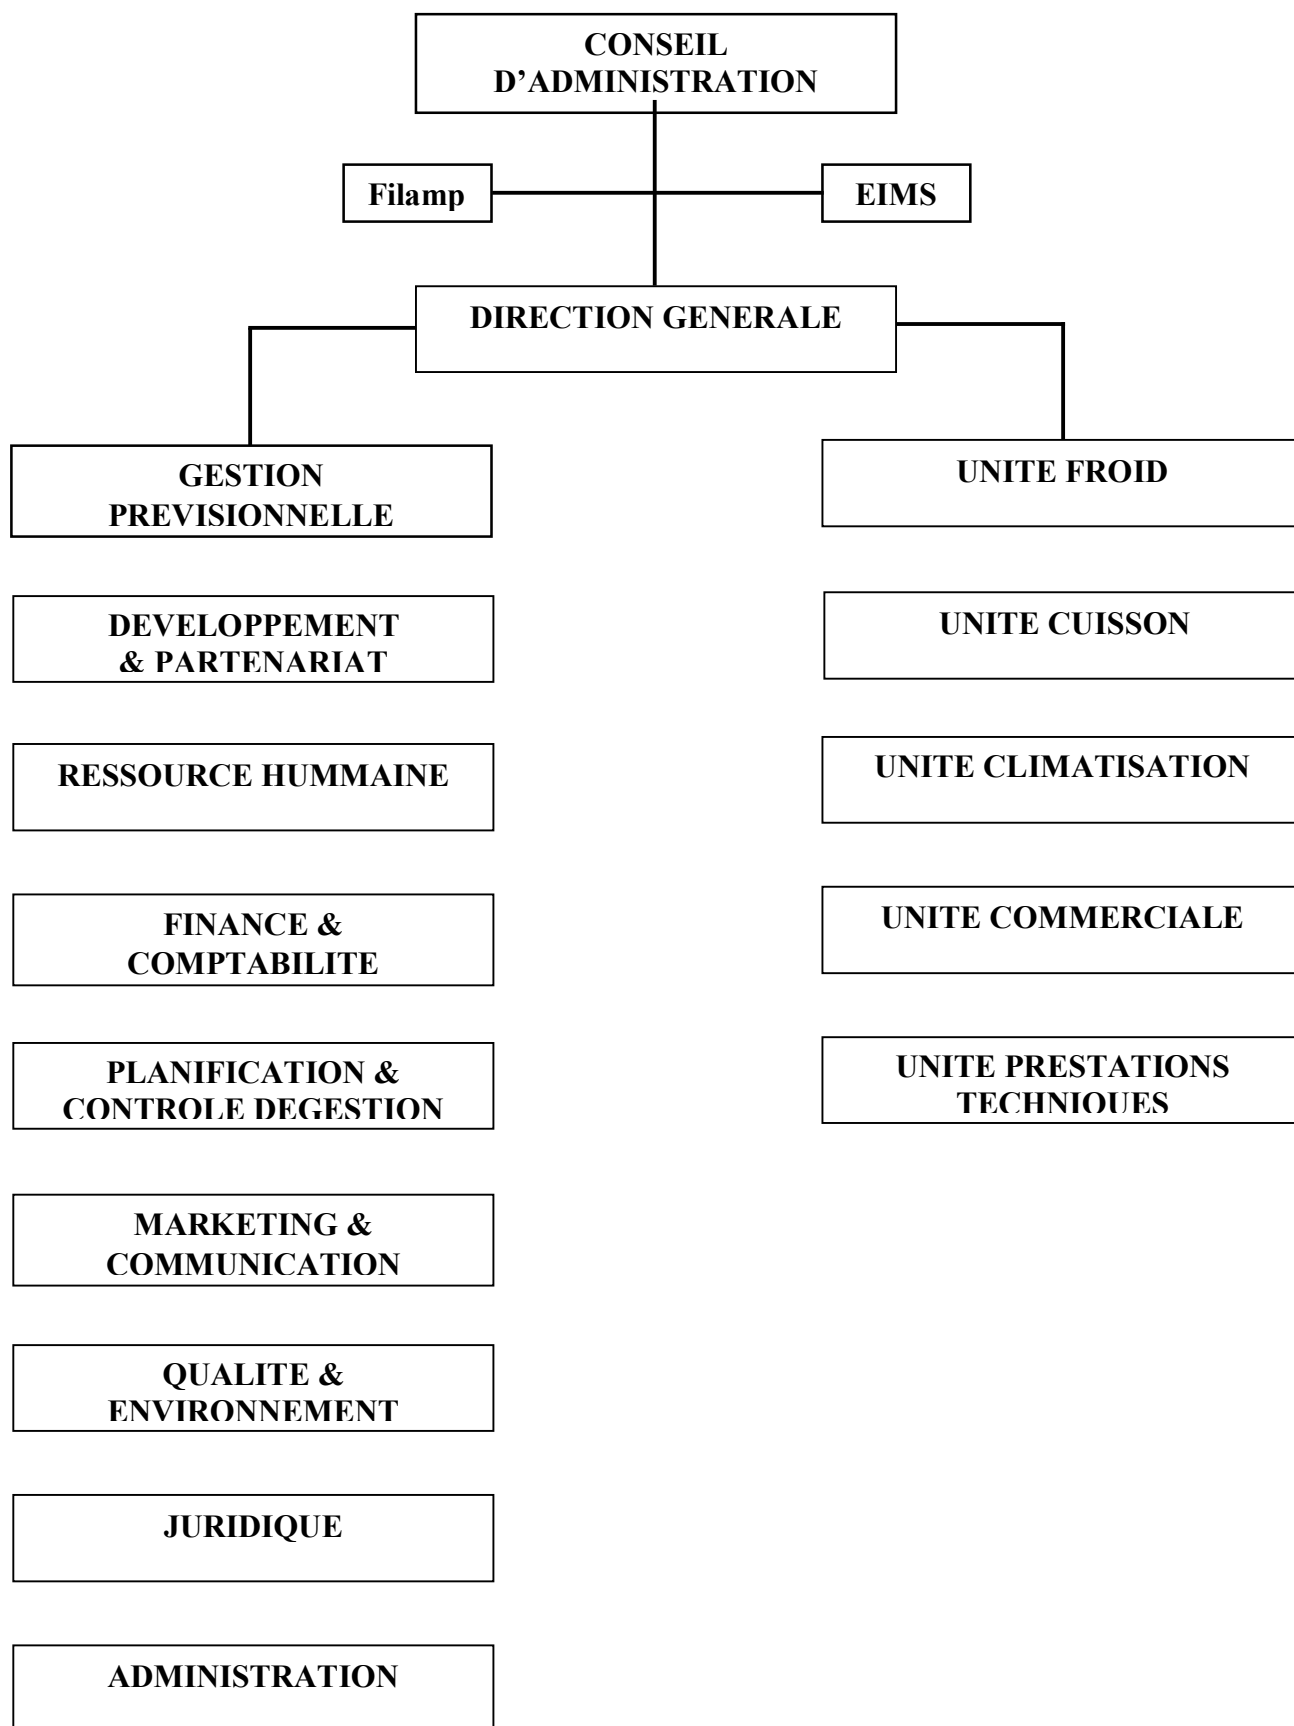 CONSEIL
D’ADMINISTRATION
Filamp
EIMS
DIRECTION GENERALE
GESTION
PREVISIONNELLE
UNITE FROID
DEVELOPPEMENT
& PARTENARIAT
UNITE CUISSON
RESSOURCE HUMMAINE
UNITE CLIMATISATION
FINANCE &
COMPTABILITE
UNITE COMMERCIALE
PLANIFICATION &
CONTROLE DEGESTION
UNITE PRESTATIONS
TECHNIQUES
MARKETING &
COMMUNICATION
QUALITE &
ENVIRONNEMENT
JURIDIQUE
ADMINISTRATION